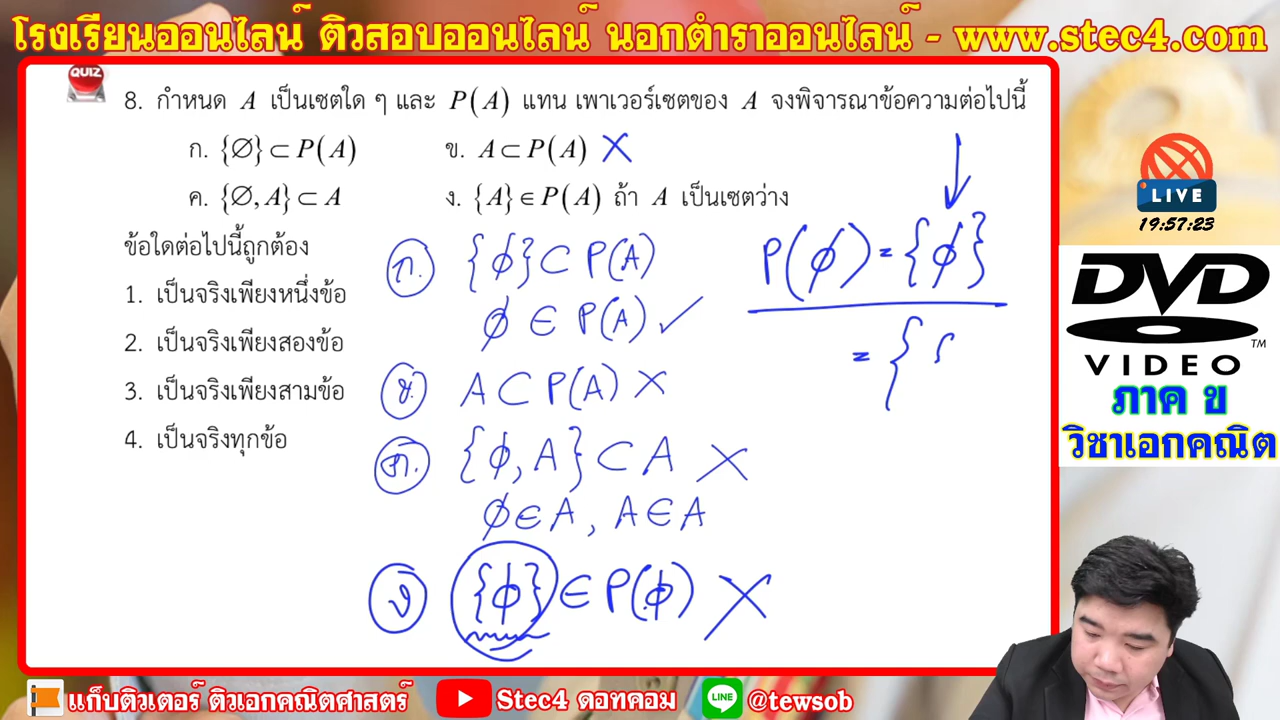 โรงเรียนออนไลน์ ติวสอบออนไลน์ นอกตำราออนไลน์ - www.stec4.com
QUIZ
8. กำหนด A เป็นเซตใด ๆ และ P(A) แทน เพาเวอร์เซตของ A จงพิจารณาข้อความต่อไปนี้
ก. {∅} ⊂ P(A) ข. A ⊂ P(A) X
ค. {∅, A} ⊂ A ง. {A} ∈ P(A) ถ้า A เป็นเซตว่าง
ข้อใดต่อไปนี้ถูกต้อง
1. เป็นจริงเพียงหนึ่งข้อ
2. เป็นจริงเพียงสองข้อ
3. เป็นจริงเพียงสามข้อ
4. เป็นจริงทุกข้อ
ก. {φ} ⊂ P(A)
φ ∈ P(A) ✓
ข. A ⊂ P(A) X
ค. {φ, A} ⊂ A X
φ ∈ A , A ∈ A
ง {φ} ∈ P(φ) X
P(φ) = {φ}
= {
LIVE
19:57:23
DVD
VIDEO
TM
ภาค ข
วิชาเอกคณิต
แก็บติวเตอร์ ติวเอกคณิตศาสตร์
Stec4 ดอทคอม
LINE
@tewsob